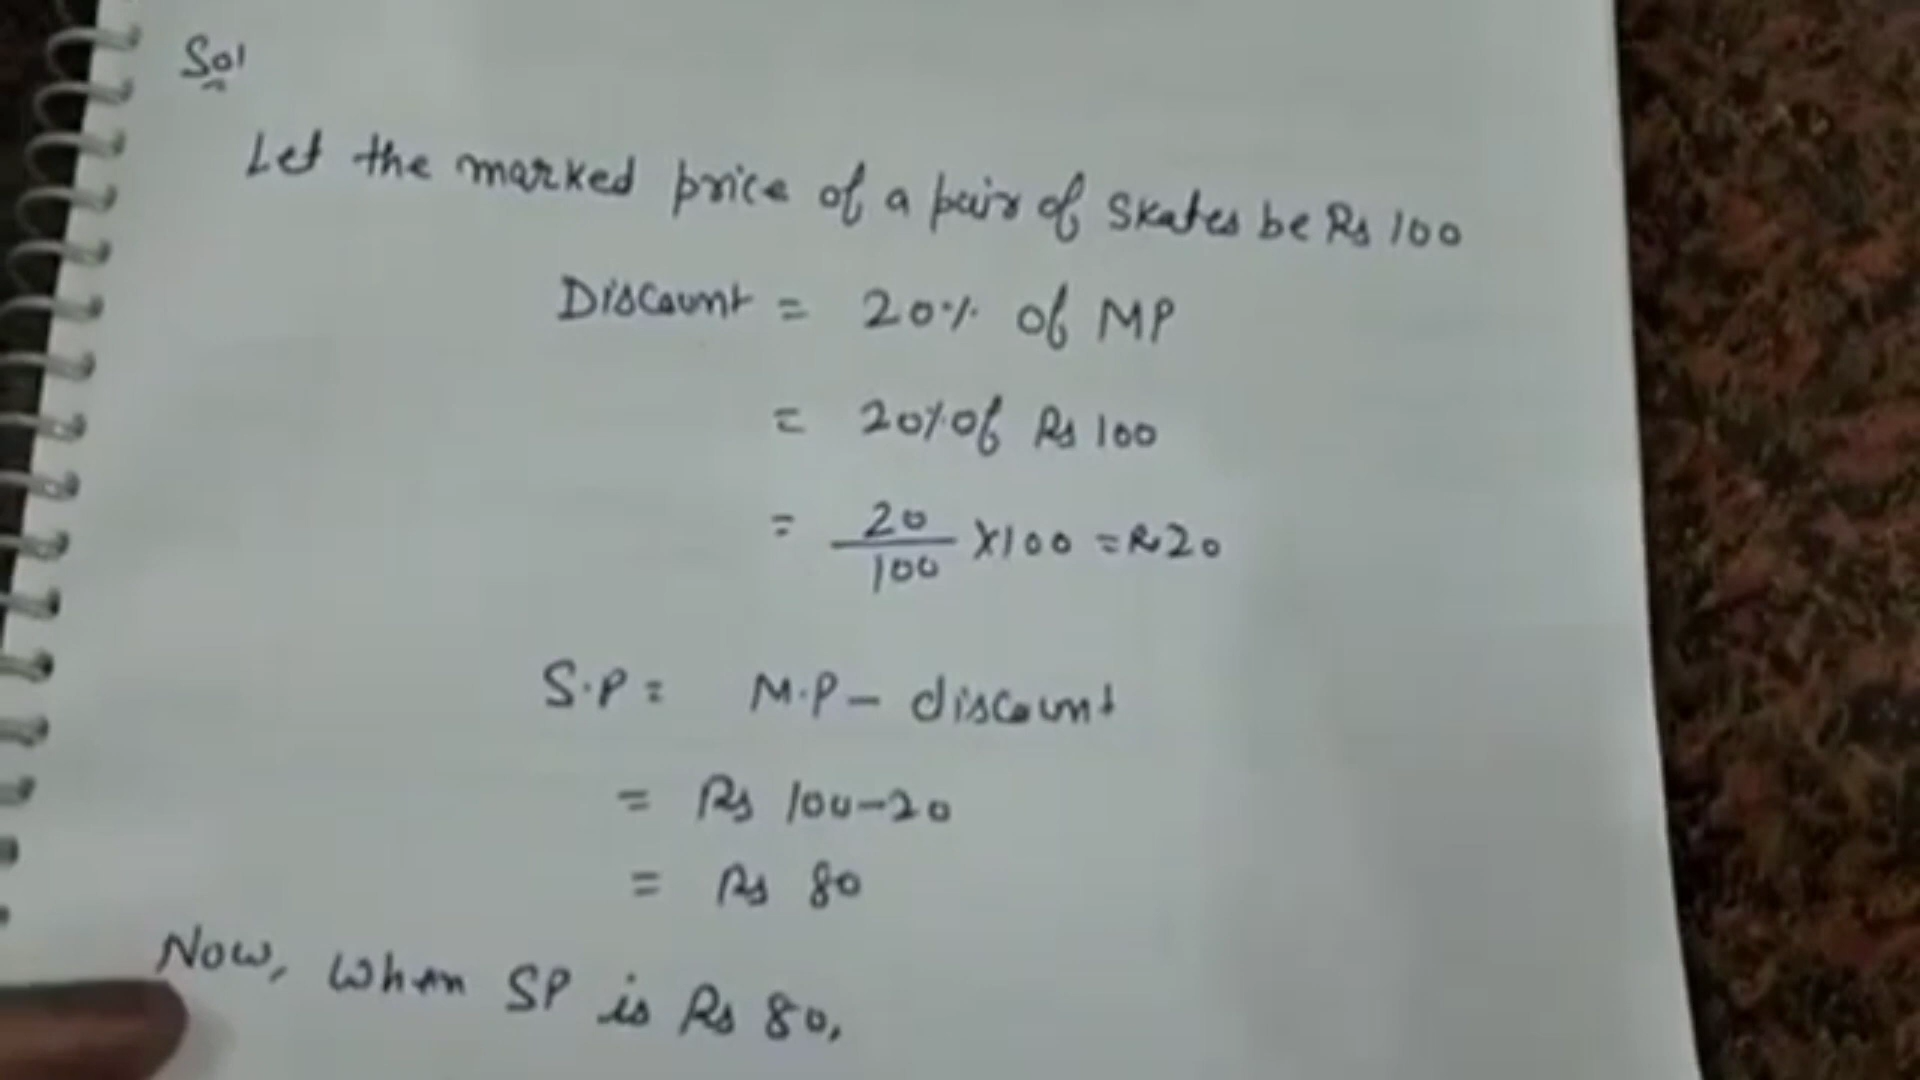 Sol
Let the marked price of a pair of skates be Rs 100
Discount = 20% of MP
= 20% of Rs 100
= 20/100 X100 = Rs 20
S.P = M.P - discount
= Rs 100-20
= Rs 80
Now, when SP is Rs 80,